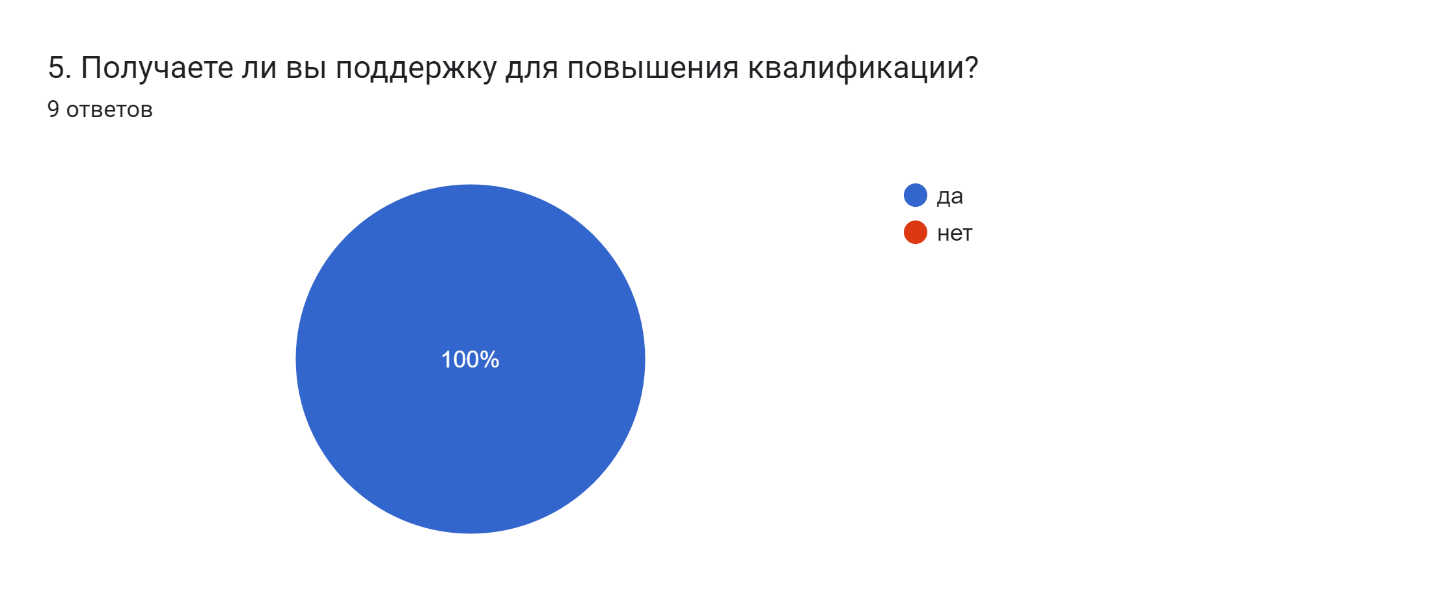 5. Получаете ли вы поддержку для повышения квалификации?
9 ответов
да
нет
100%